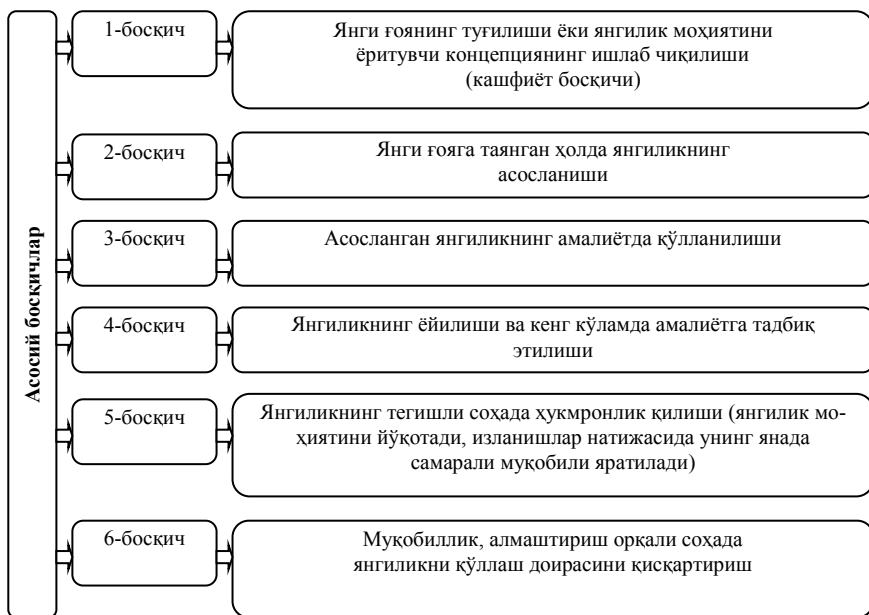 Асосий босқичлар
1-босқич
Янги ғоянинг туғилиши ёки янгилик моҳиятини
ёритувчи концепциянинг ишлаб чиқилиши
(кашфиёт босқичи)
2-босқич
Янги ғояга таянган ҳолда янгиликнинг
асосланиши
3-босқич
Асосланган янгиликнинг амалиётда қўлланилиши
4-босқич
Янгиликнинг ёйилиши ва кенг кўламда амалиётга тадбиқ
этилиши
5-босқич
Янгиликнинг тегишли соҳада ҳукмронлик қилиши (янгилик мо-
ҳиятини йўқотади, изланишлар натижасида унинг янада
самарали муқобили яратилади)
6-босқич
Муқобиллик, алмаштириш орқали соҳада
янгиликни қўллаш доирасини қисқартириш